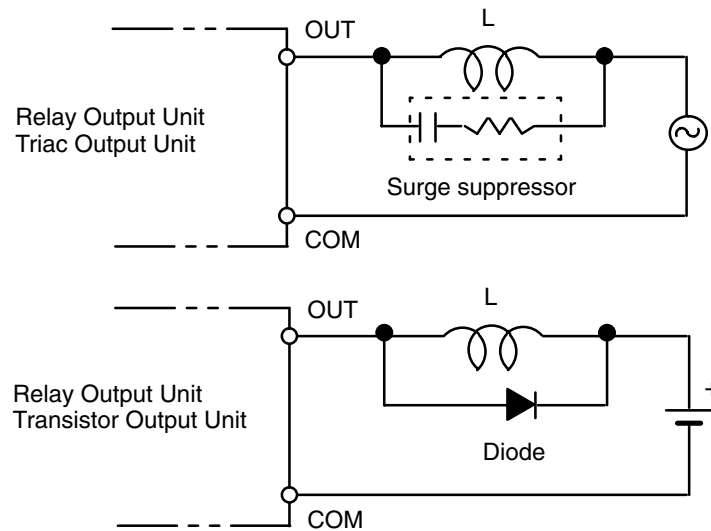 OUT
L
Relay Output Unit
Triac Output Unit
Surge suppressor
COM
OUT
L
+
Relay Output Unit
Transistor Output Unit
Diode
COM